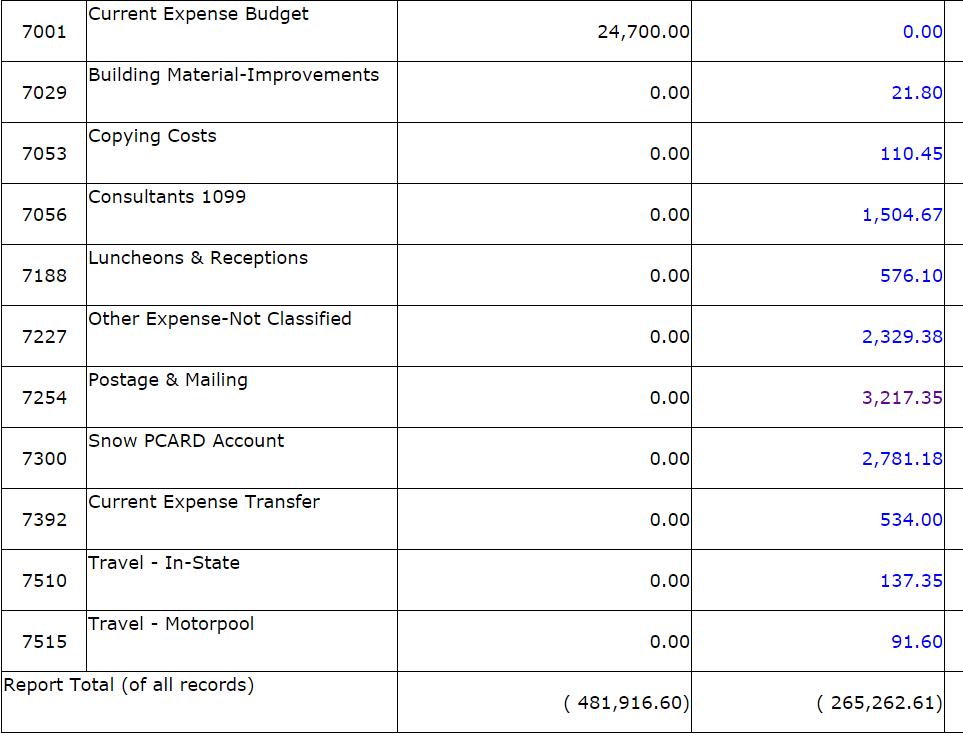 7001 Current Expense Budget 24,700.00 0.00
7029 Building Material-Improvements 0.00 21.80
7053 Copying Costs 0.00 110.45
7056 Consultants 1099 0.00 1,504.67
7188 Luncheons & Receptions 0.00 576.10
7227 Other Expense-Not Classified 0.00 2,329.38
7254 Postage & Mailing 0.00 3,217.35
7300 Snow PCARD Account 0.00 2,781.18
7392 Current Expense Transfer 0.00 534.00
7510 Travel - In-State 0.00 137.35
7515 Travel - Motorpool 0.00 91.60
Report Total (of all records) ( 481,916.60) ( 265,262.61)